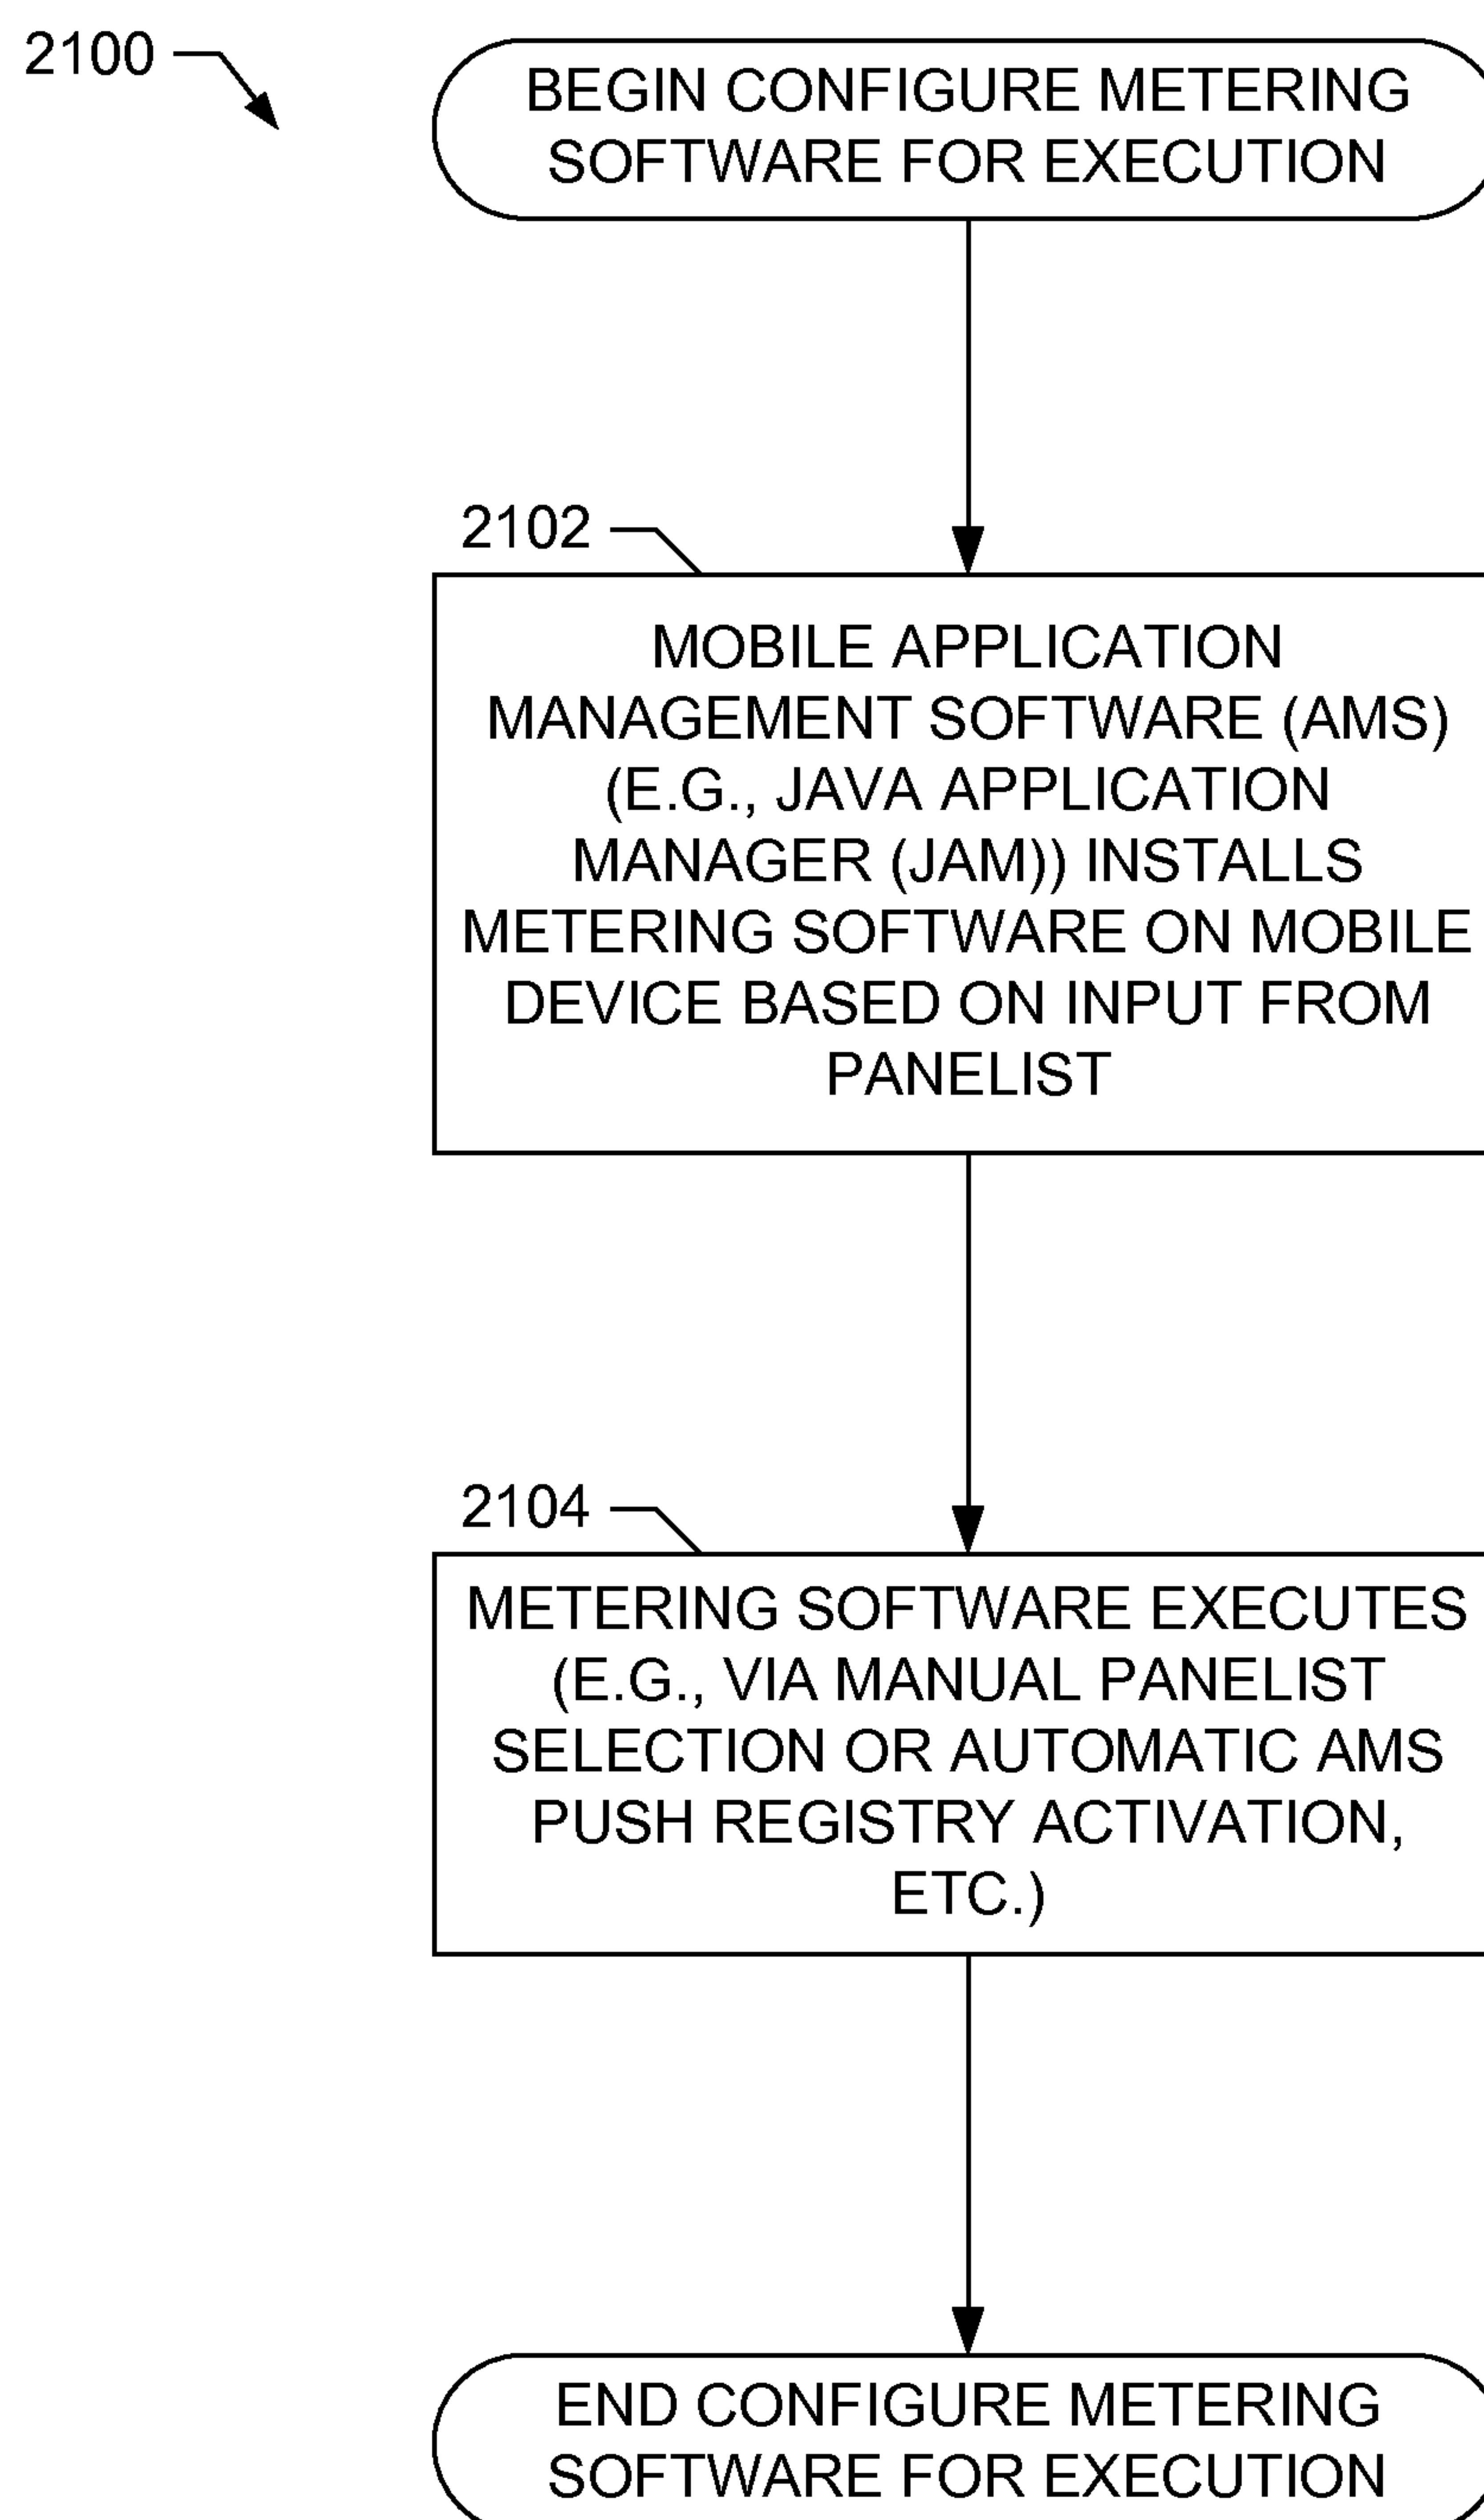 2100
BEGIN CONFIGURE METERING
SOFTWARE FOR EXECUTION
2102
MOBILE APPLICATION
MANAGEMENT SOFTWARE (AMS)
(E.G., JAVA APPLICATION
MANAGER (JAM)) INSTALLS
METERING SOFTWARE ON MOBILE
DEVICE BASED ON INPUT FROM
PANELIST
2104
METERING SOFTWARE EXECUTES
(E.G., VIA MANUAL PANELIST
SELECTION OR AUTOMATIC AMS
PUSH REGISTRY ACTIVATION,
ETC.)
END CONFIGURE METERING
SOFTWARE FOR EXECUTION